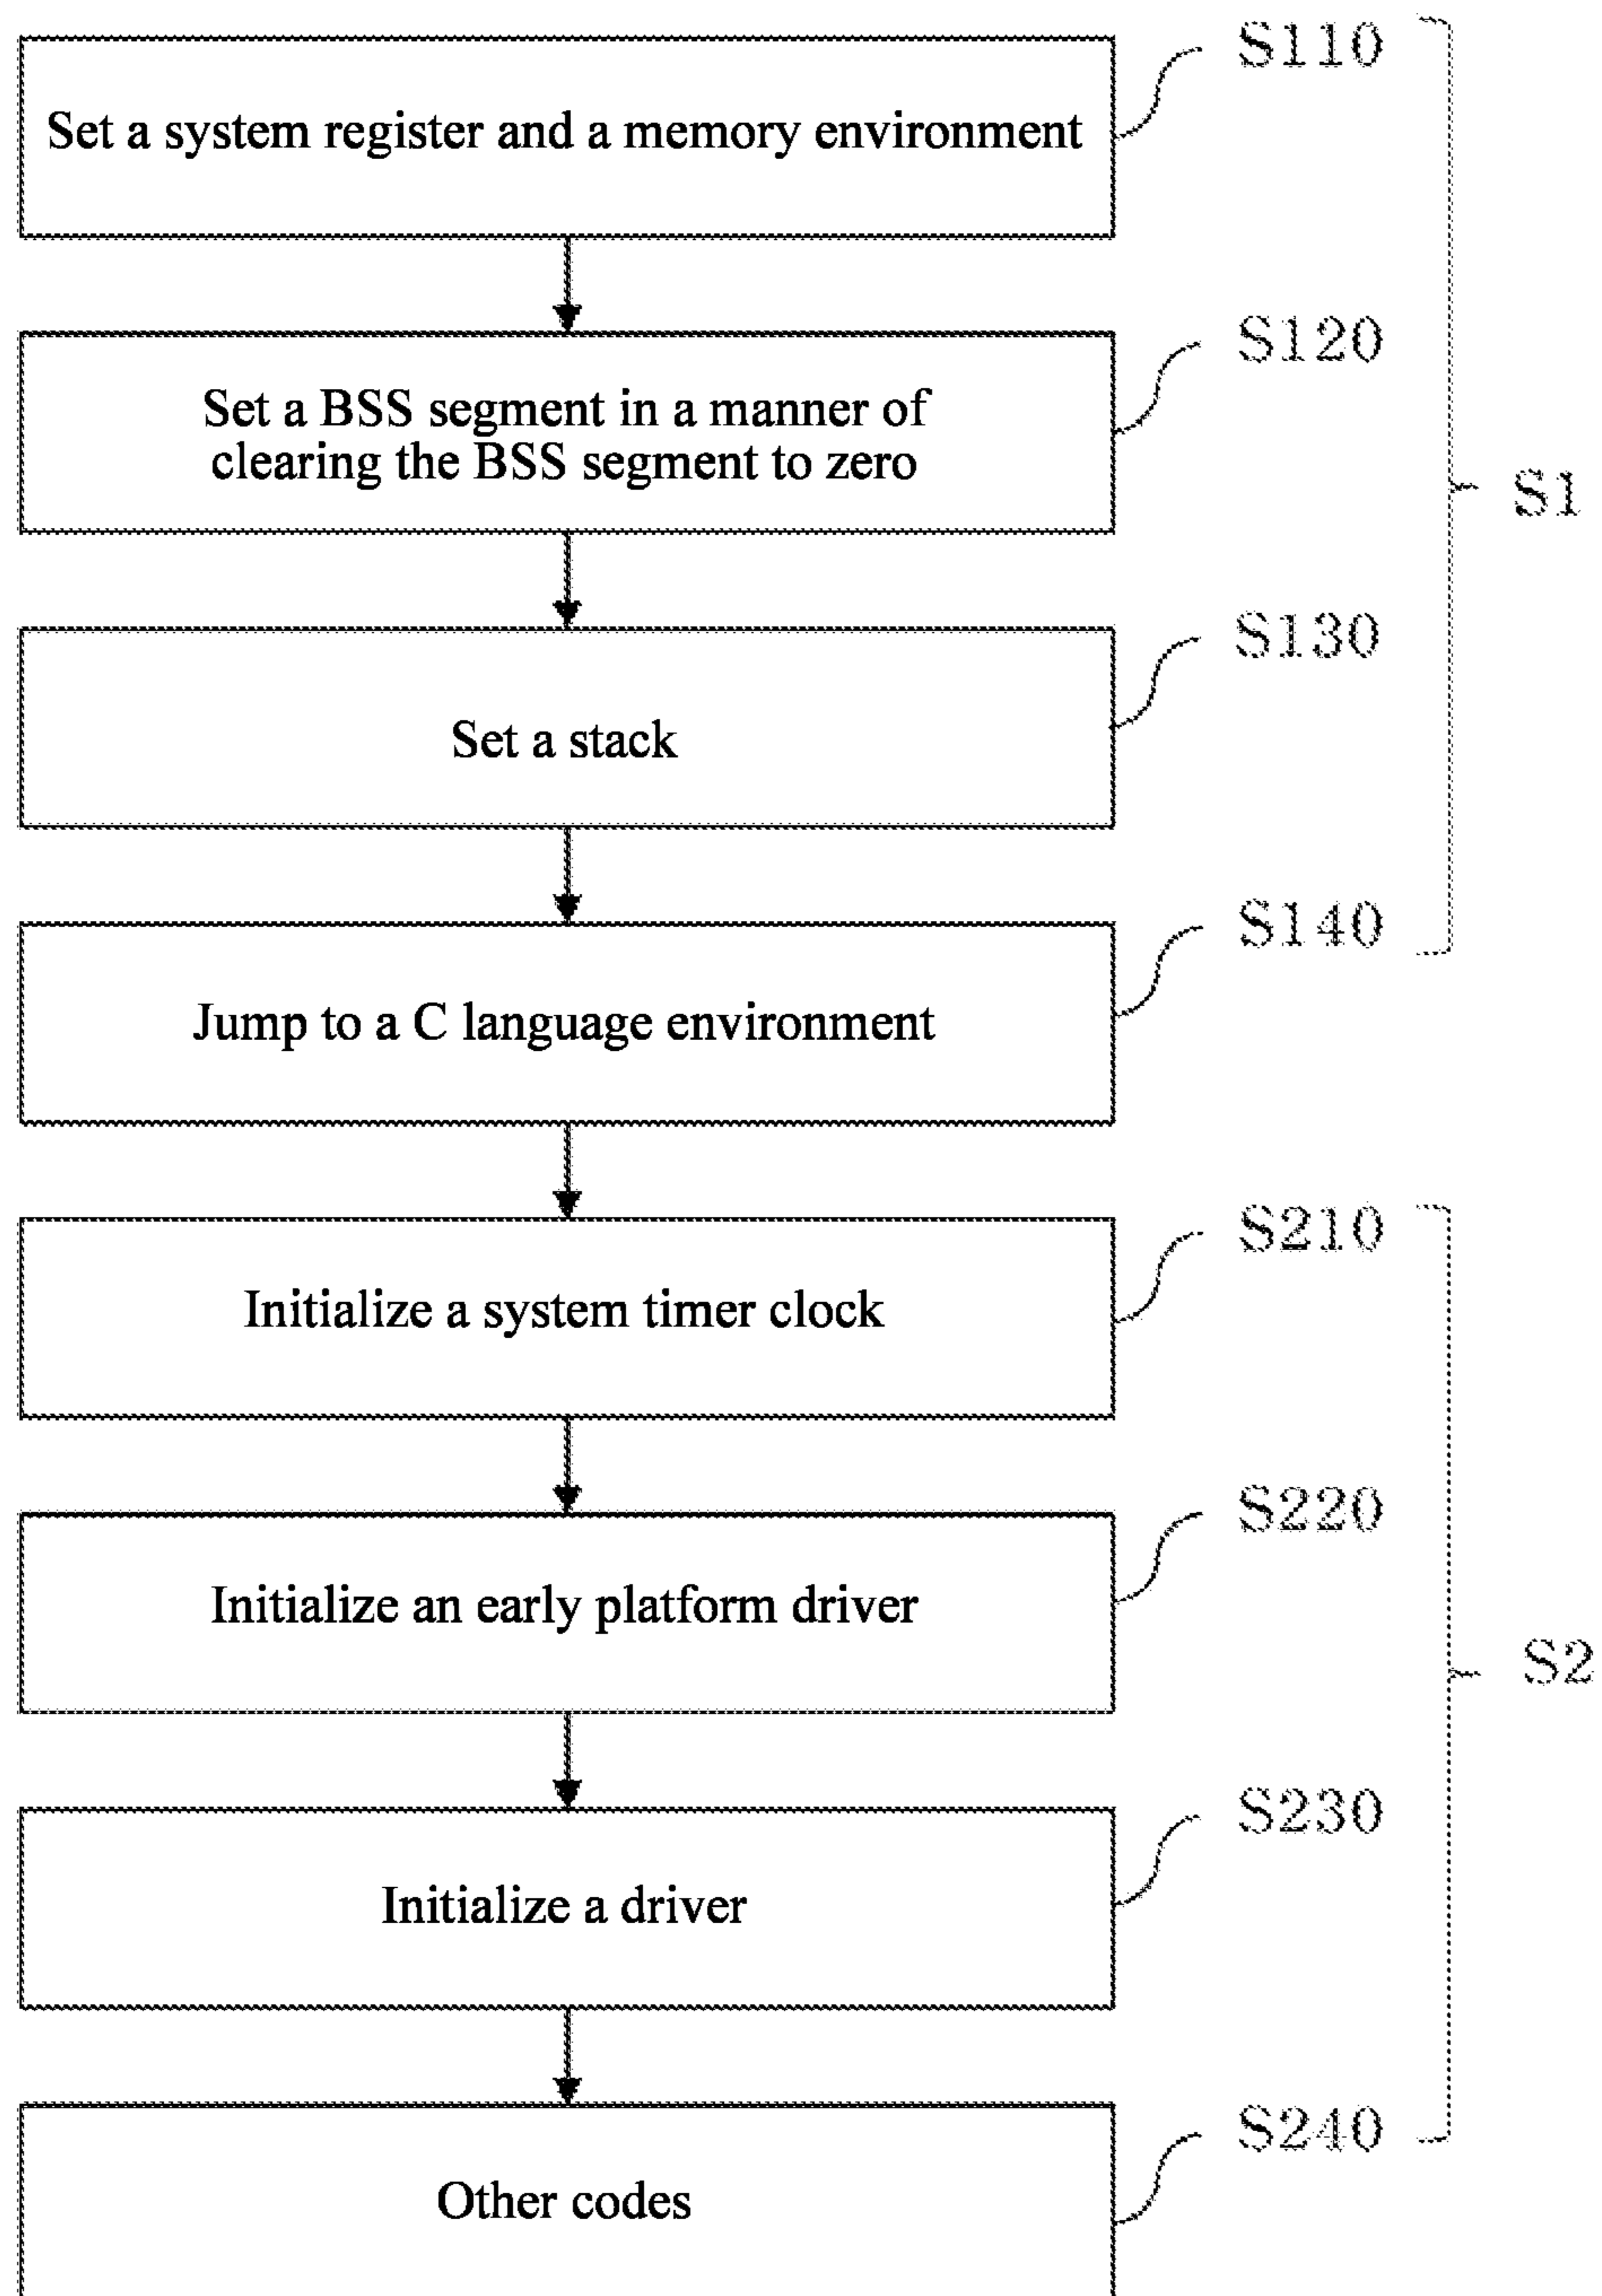 S110
Set a system register and a memory environment
S120
Set a BSS segment in a manner of
clearing the BSS segment to zero
S1
S130
Set a stack
S140
Jump to a C language environment
S210
Initialize a system timer clock
S220
Initialize an early platform driver
S2
S230
Initialize a driver
S240
Other codes